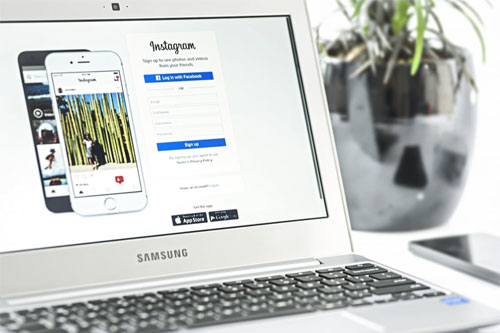 Instagram
Instagram
Sign up to see photos and videos
from your friends.
Log in with Facebook
OR
Email
Full Name
Username
Password
Sign up
By signing up, you agree to our
Terms & Privacy Policy.
Have an account? Log in
Get the app.
App Store
Google
SAMSUNG